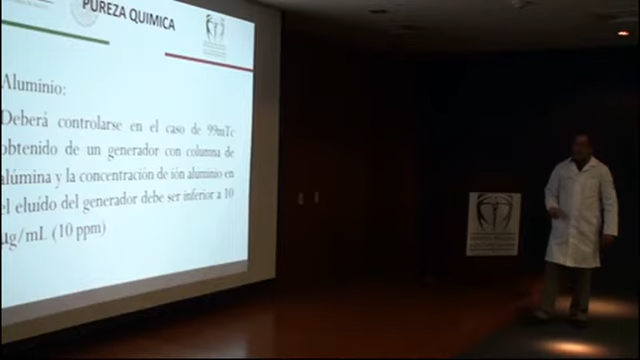 PUREZA QUIMICA
Aluminio:
Deberá controlarse en el caso de 99mTc
obtenido de un generador con columna de
alúmina y la concentración de ión aluminio en
el eluído del generador debe ser inferior a 10
µg/mL (10 ppm)